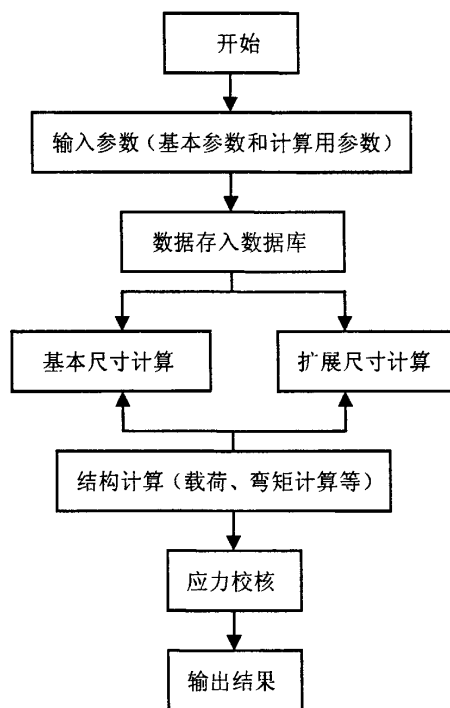 开始
输入参数（基本参数和计算用参数）
数据存入数据库
基本尺寸计算
扩展尺寸计算
结构计算（载荷、弯矩计算等）
应力校核
输出结果